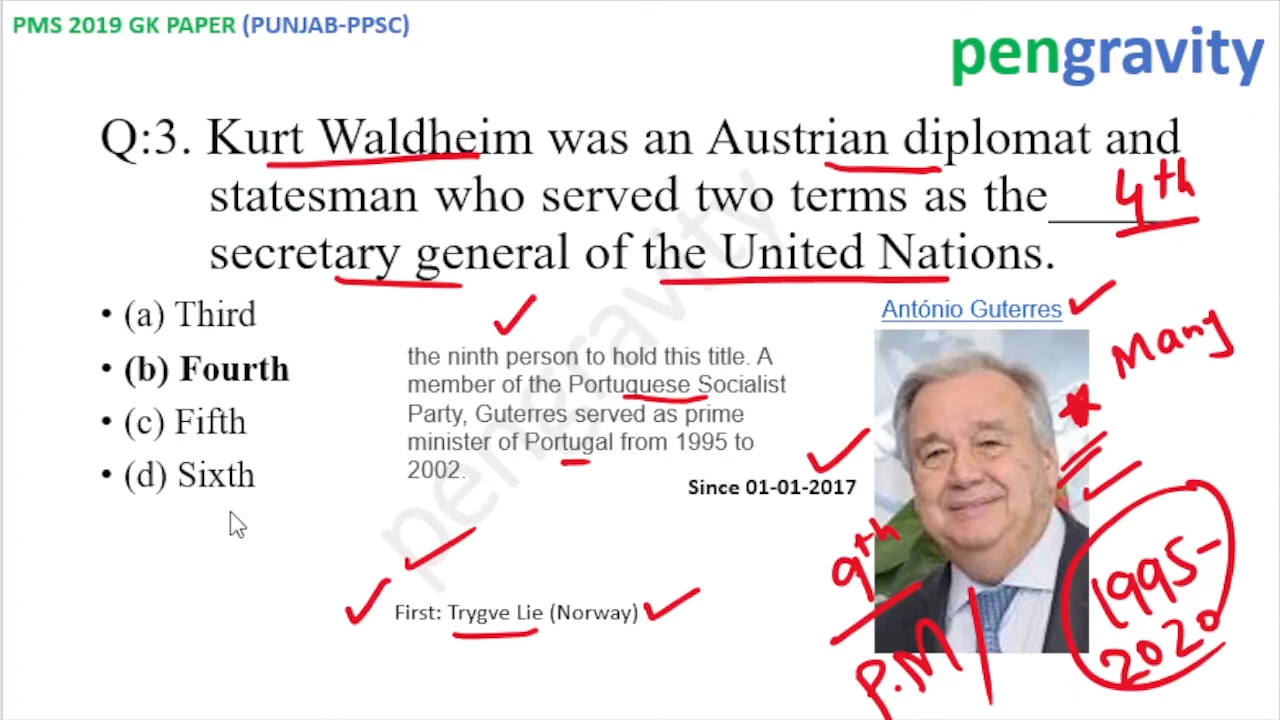 PMS 2019 GK PAPER (PUNJAB-PPSC)
pengravity
Q:3. Kurt Waldheim was an Austrian diplomat and
statesman who served two terms as the______ 4th
secretary general of the United Nations.
• (a) Third
• (b) Fourth
• (c) Fifth
• (d) Sixth
António Guterres
Many
the ninth person to hold this title. A
member of the Portuguese Socialist
Party, Guterres served as prime
minister of Portugal from 1995 to
2002.
Since 01-01-2017
9th
P.M
1995-
2020
First: Trygve Lie (Norway)
pengravity